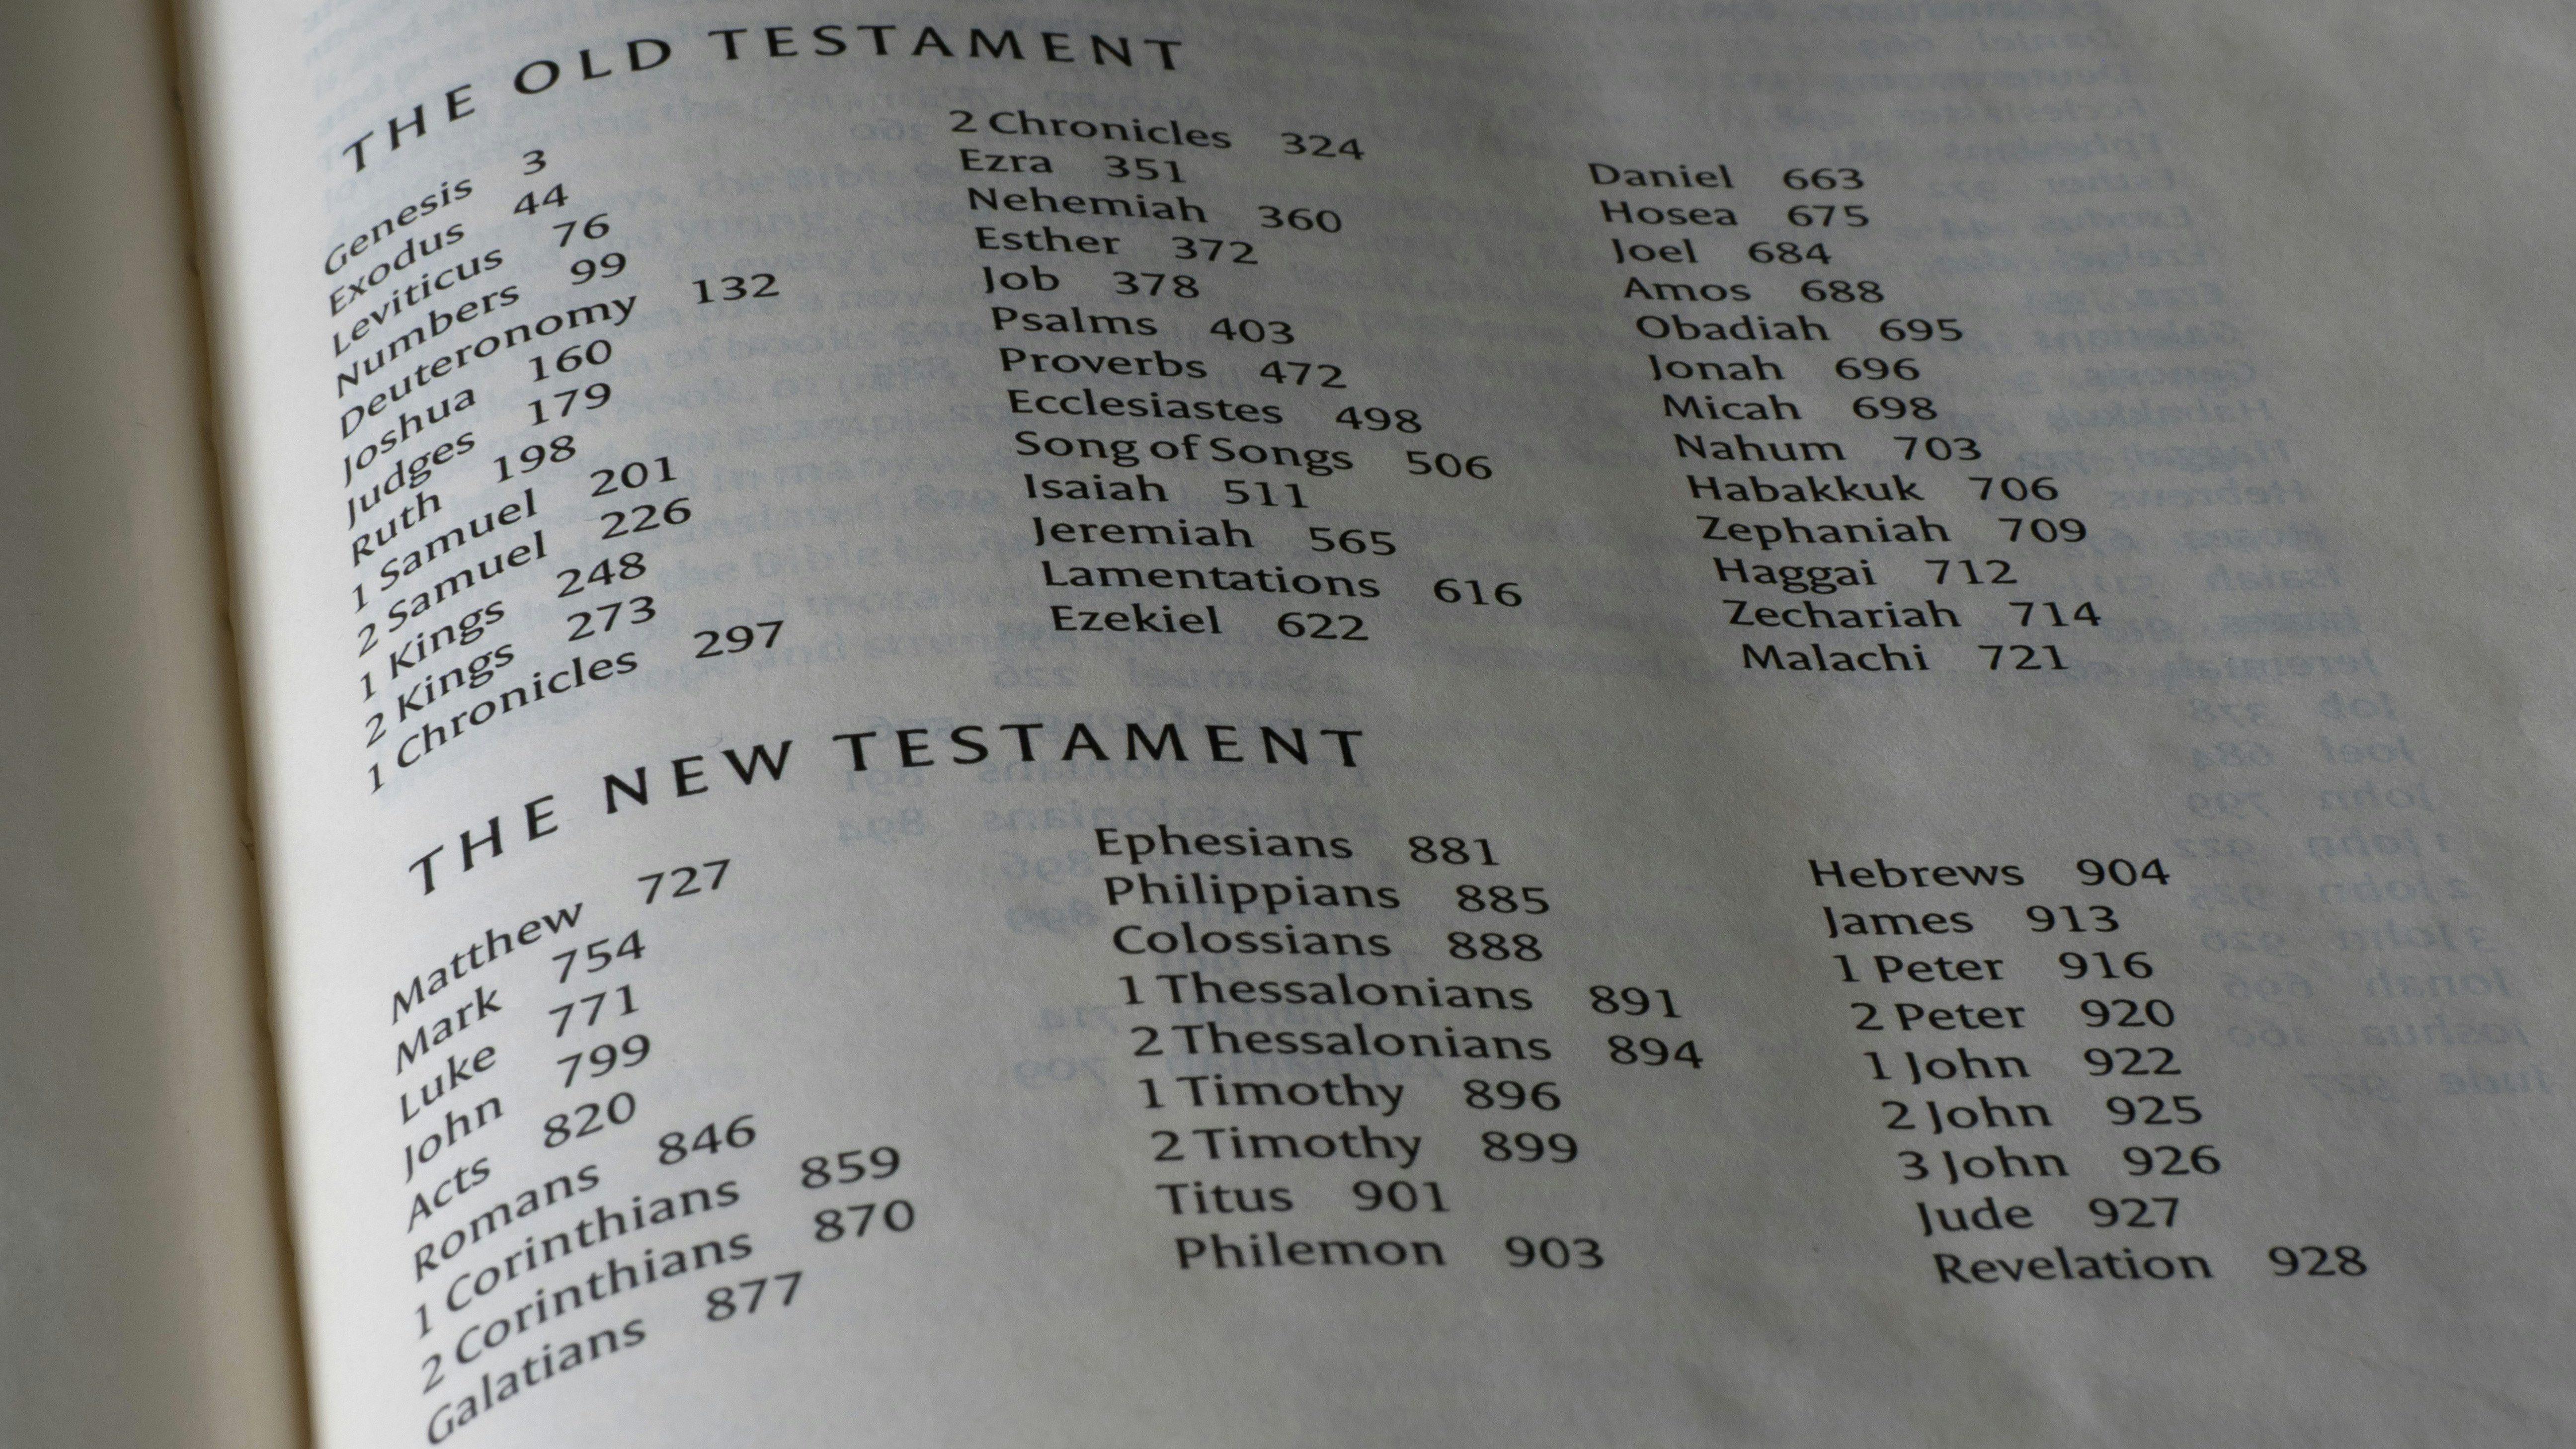 THE OLD TESTAMENT
Genesis 3
Exodus 44
Leviticus 76
Numbers 99
Deuteronomy 132
Joshua 160
Judges 179
Ruth 198
1 Samuel 201
2 Samuel 226
1 Kings 248
2 Kings 273
1 Chronicles 297
2 Chronicles 324
Ezra 351
Nehemiah 360
Esther 372
Job 378
Psalms 403
Proverbs 472
Ecclesiastes 498
Song of Songs 506
Isaiah 511
Jeremiah 565
Lamentations 616
Ezekiel 622
Daniel 663
Hosea 675
Joel 684
Amos 688
Obadiah 695
Jonah 696
Micah 698
Nahum 703
Habakkuk 706
Zephaniah 709
Haggai 712
Zechariah 714
Malachi 721
THE NEW TESTAMENT
Matthew 727
Mark 754
Luke 771
John 799
Acts 820
Romans 846
1 Corinthians 859
2 Corinthians 870
Galatians 877
Ephesians 881
Philippians 885
Colossians 888
1 Thessalonians 891
2 Thessalonians 894
1 Timothy 896
2 Timothy 899
Titus 901
Philemon 903
Hebrews 904
James 913
1 Peter 916
2 Peter 920
1 John 922
2 John 925
3 John 926
Jude 927
Revelation 928